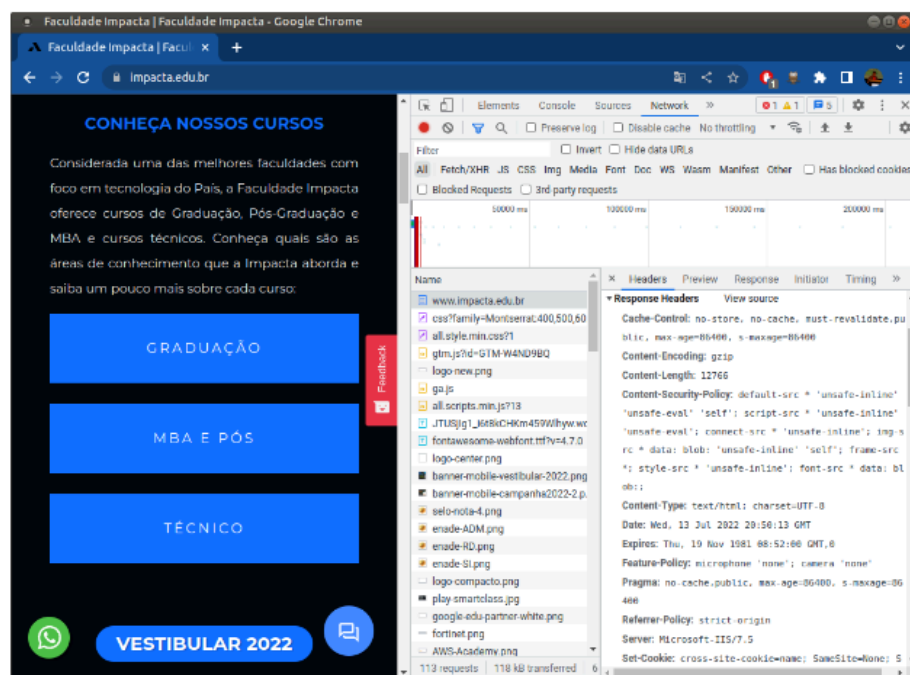 Faculdade Impacta | Faculdade Impacta - Google Chrome
Faculdade Impacta | Facul × +
impacta.edu.br
CONHEÇA NOSSOS CURSOS
Considerada uma das melhores faculdades com
foco em tecnologia do País, a Faculdade Impacta
oferece cursos de Graduação, Pós-Graduação e
MBA e cursos técnicos. Conheça quais são as
áreas de conhecimento que a Impacta aborda e
saiba um pouco mais sobre cada curso:
GRADUAÇÃO
MBA E PÓS
TÉCNICO
VESTIBULAR 2022
Feedback
Elements Console Sources Network » 1 1 5
Preserve log Disable cache No throttling
Filter Invert Hide data URLs
All Fetch/XHR JS CSS Img Media Font Doc WS Wasm Manifest Other Has blocked cookies
Blocked Requests 3rd party requests
50000 ms 100000 ms 150000 ms 200000 ms
Name
www.impacta.edu.br
css?family=Montserrat:400,500,60
all.style.min.css?1
gtm.js?id=GTM-W4ND9BQ
logo-new.png
ga.js
all.scripts.min.js?13
fontawesome-webfont.ttf?v=4.7.0
logo-center.png
banner-mobile-vestibular-2022.png
banner-mobile-campanha2022-2.p
selo-nota-4.png
enade-ADM.png
enade-RD.png
enade-SI.png
logo-compacto.png
play-smartclass.jpg
google-edu-partner-white.png
fortinet.png
AWS-Academy.png
113 requests 118 kB transferred 6
× Headers Preview Response Initiator Timing »
Response Headers View source
Cache-Control: no-store, no-cache, must-revalidate,pu
blic, max-age=86400, s-maxage=86400
Content-Encoding: gzip
Content-Length: 12766
Content-Security-Policy: default-src * 'unsafe-inline'
'unsafe-eval' 'self'; script-src * 'unsafe-inline'
'unsafe-eval'; connect-src * 'unsafe-inline'; img-s
rc * data: blob: 'unsafe-inline' 'self'; frame-src
*; style-src * 'unsafe-inline'; font-src * data: bl
ob:;
Content-Type: text/html; charset=UTF-8
Date: Wed, 13 Jul 2022 20:50:13 GMT
Expires: Thu, 19 Nov 1981 08:52:00 GMT,0
Feature-Policy: microphone 'none'; camera 'none'
Pragma: no-cache,public, max-age=86400, s-maxage=86
400
Referrer-Policy: strict-origin
Server: Microsoft-IIS/7.5
Set-Cookie: cross-site-cookie=name; SameSite=None; S